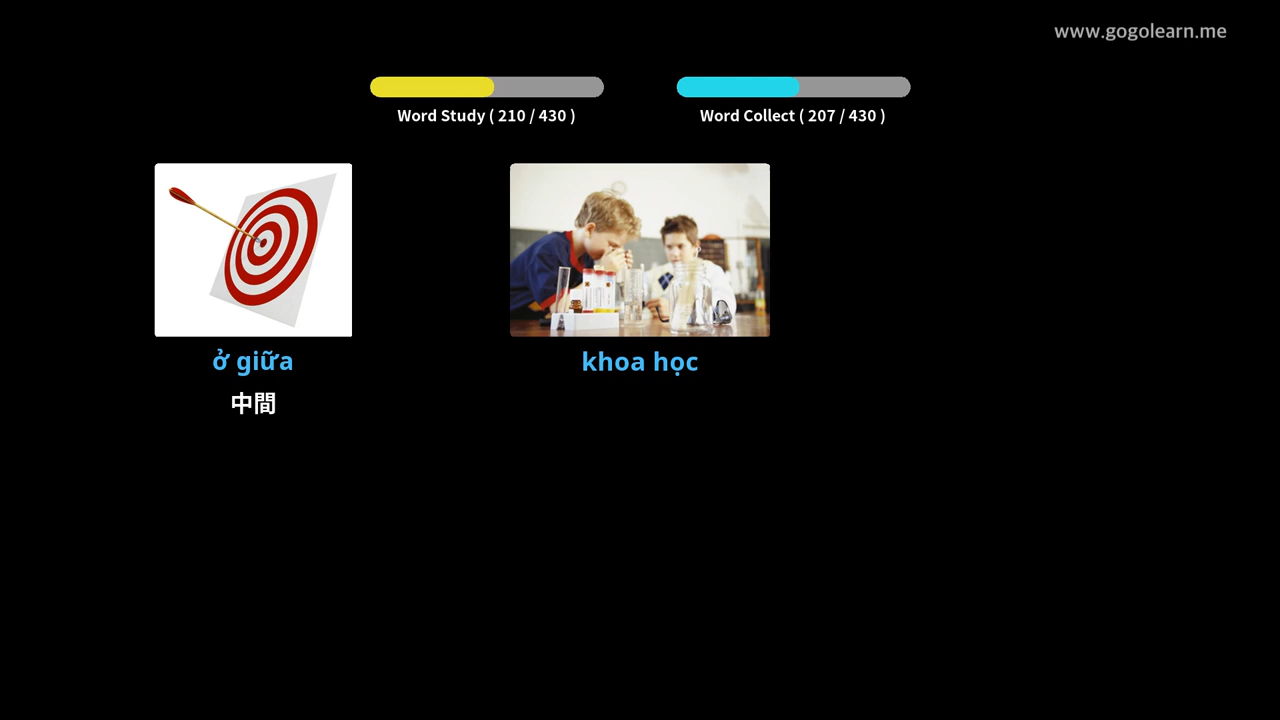 www.gogolearn.me
Word Study ( 210 / 430 )
Word Collect ( 207 / 430 )
ở giữa
中間
khoa học